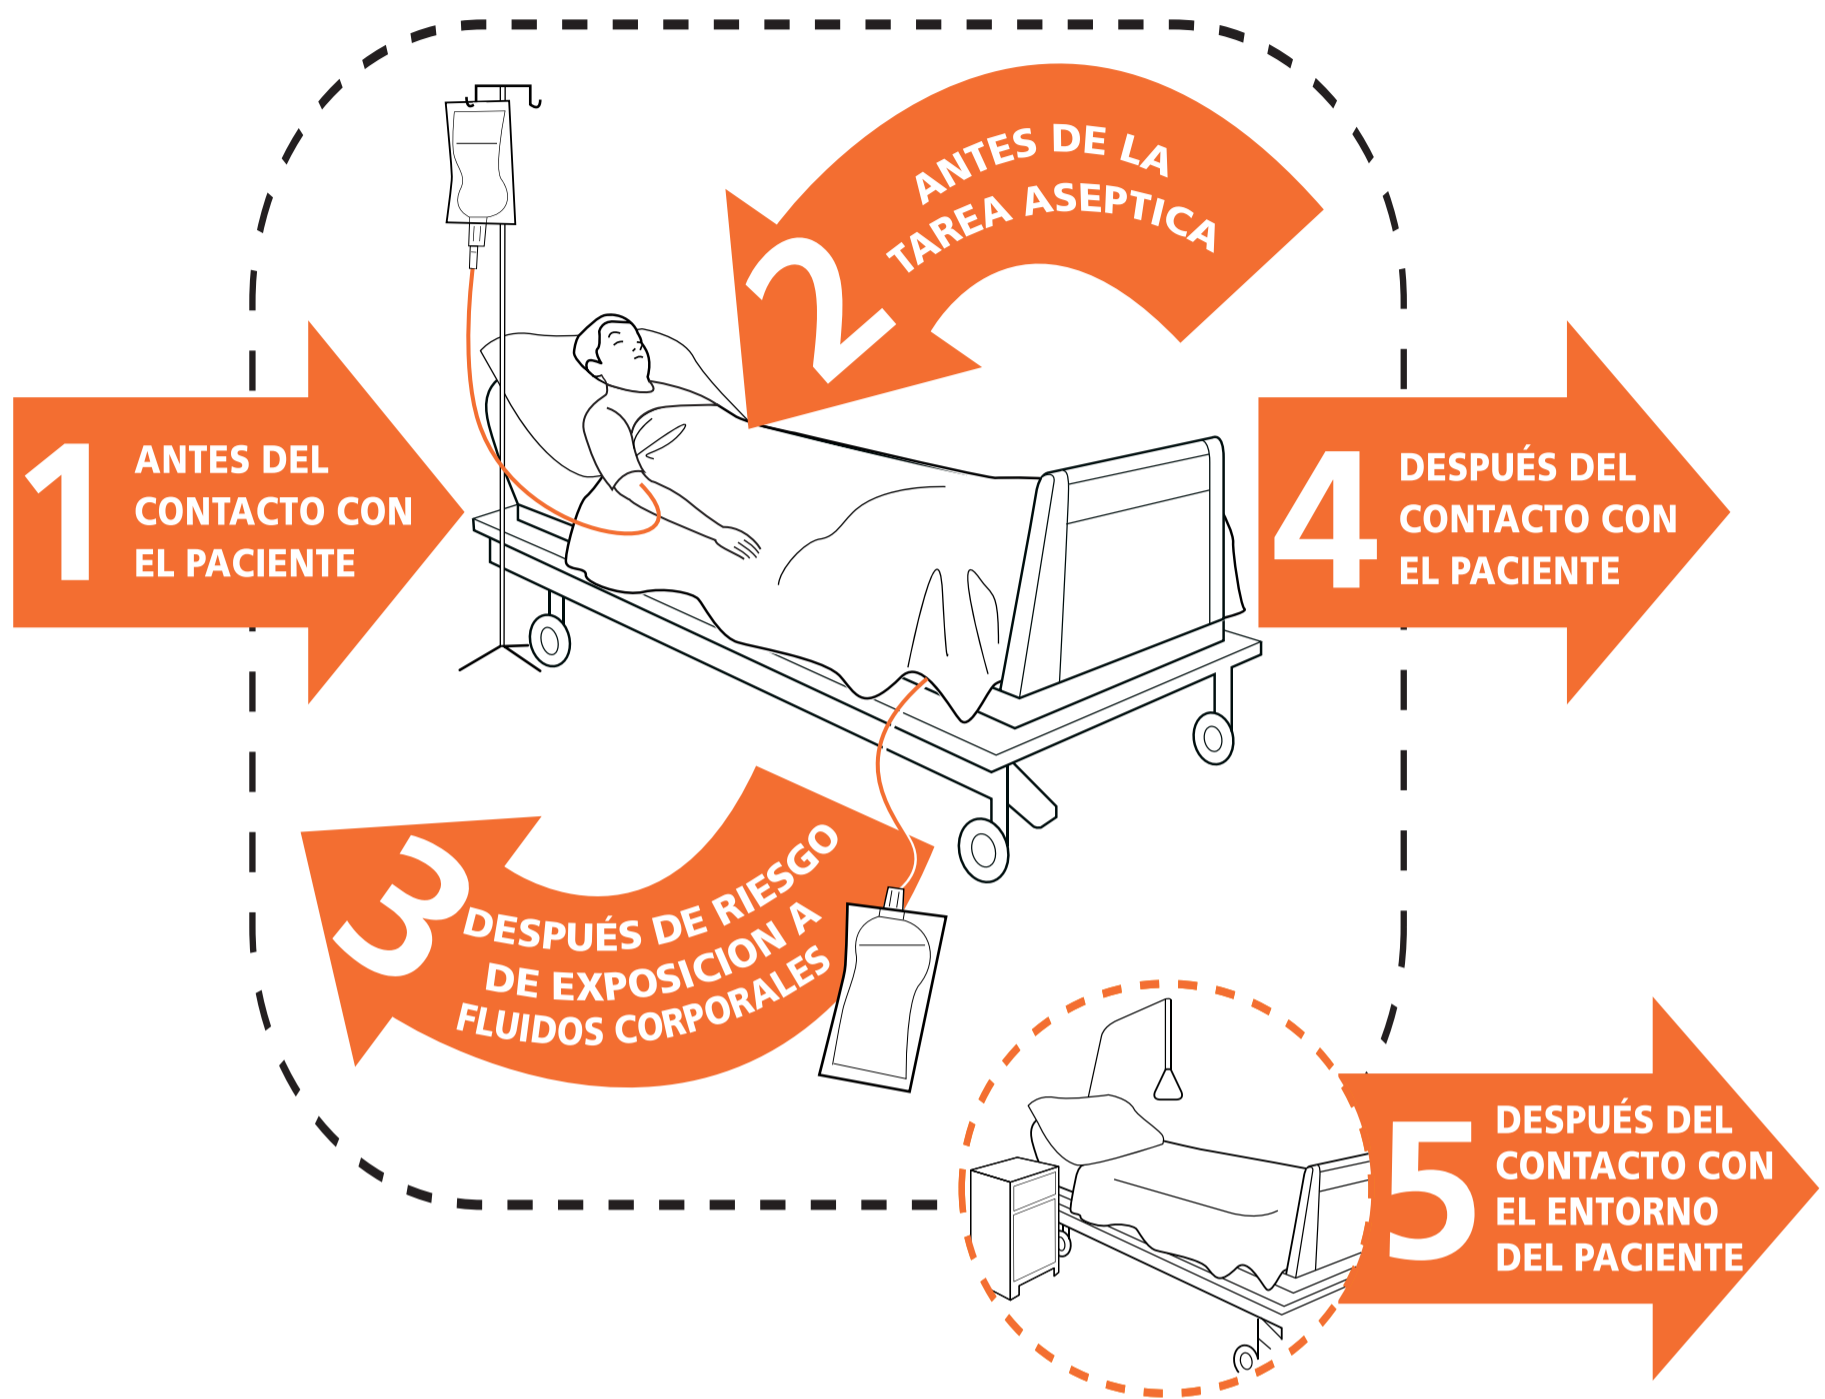 1
ANTES DEL
CONTACTO CON
EL PACIENTE
2
ANTES DE LA
TAREA ASEPTICA
3
DESPUÉS DE RIESGO
DE EXPOSICION A
FLUIDOS CORPORALES
4
DESPUÉS DEL
CONTACTO CON
EL PACIENTE
5
DESPUÉS DEL
CONTACTO CON
EL ENTORNO
DEL PACIENTE